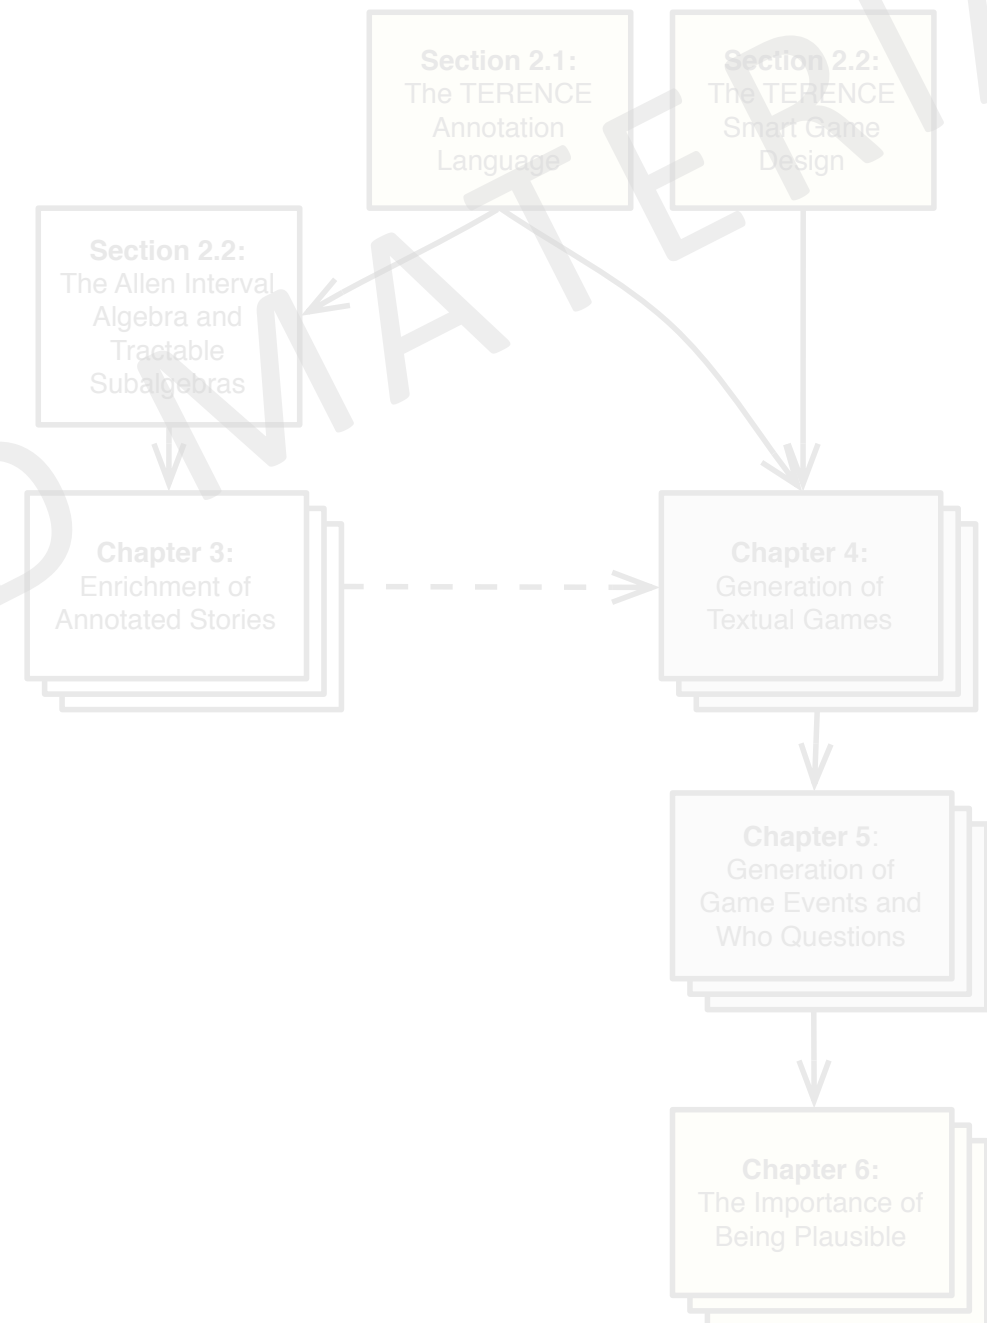 Section 2.1:
The TERENCE
Annotation
Language
Section 2.2:
The TERENCE
Smart Game
Design
Section 2.2:
The Allen Interval
Algebra and
Tractable
Subalgebras
Chapter 3:
Enrichment of
Annotated Stories
Chapter 4:
Generation of
Textual Games
Chapter 5:
Generation of
Game Events and
Who Questions
Chapter 6:
The Importance of
Being Plausible